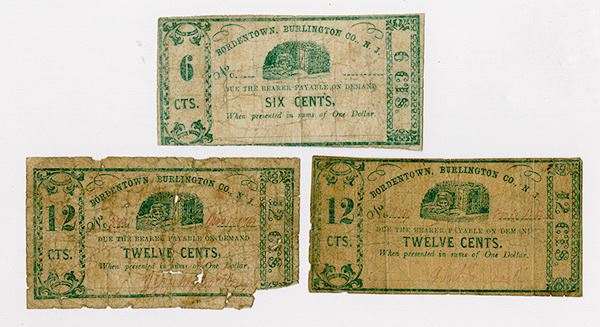 BORDENTOWN, BURLINGTON CO. N J.
6
No.
C.
DUE THE BEARER PAYABLE ON DEMAND
SIX CENTS,
CTS.
When presented in sums of One Dollar.
6 CTS.
BORDENTOWN, BURLINGTON CO. N J.
12
No.
DUE THE BEARER PAYABLE ON DEMAND
TWELVE CENTS,
CTS.
When presented in sums of One Dollar.
12 CTS.
BORDENTOWN, BURLINGTON CO. N J.
12
No.
DUE THE BEARER PAYABLE ON DEMAND
TWELVE CENTS.
CTS.
When presented in sums of One Dollar.
12 CTS.